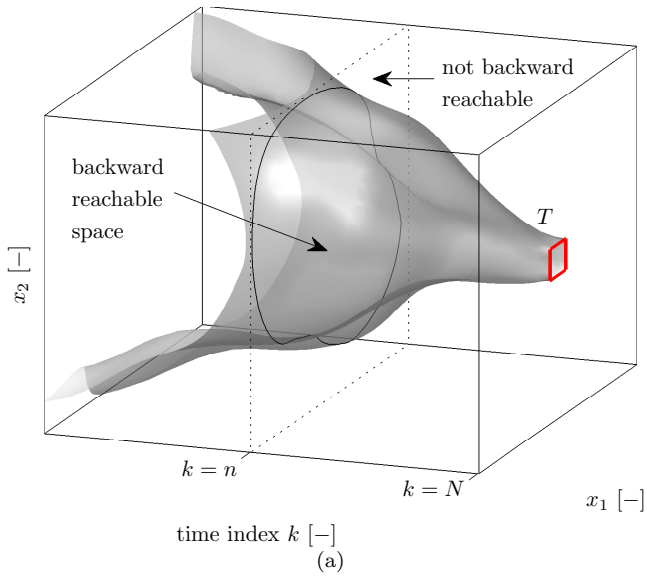 not backward
reachable
backward
reachable
space
T
x₂ [−]
k = n
k = N
x₁ [−]
time index k [−]
(a)